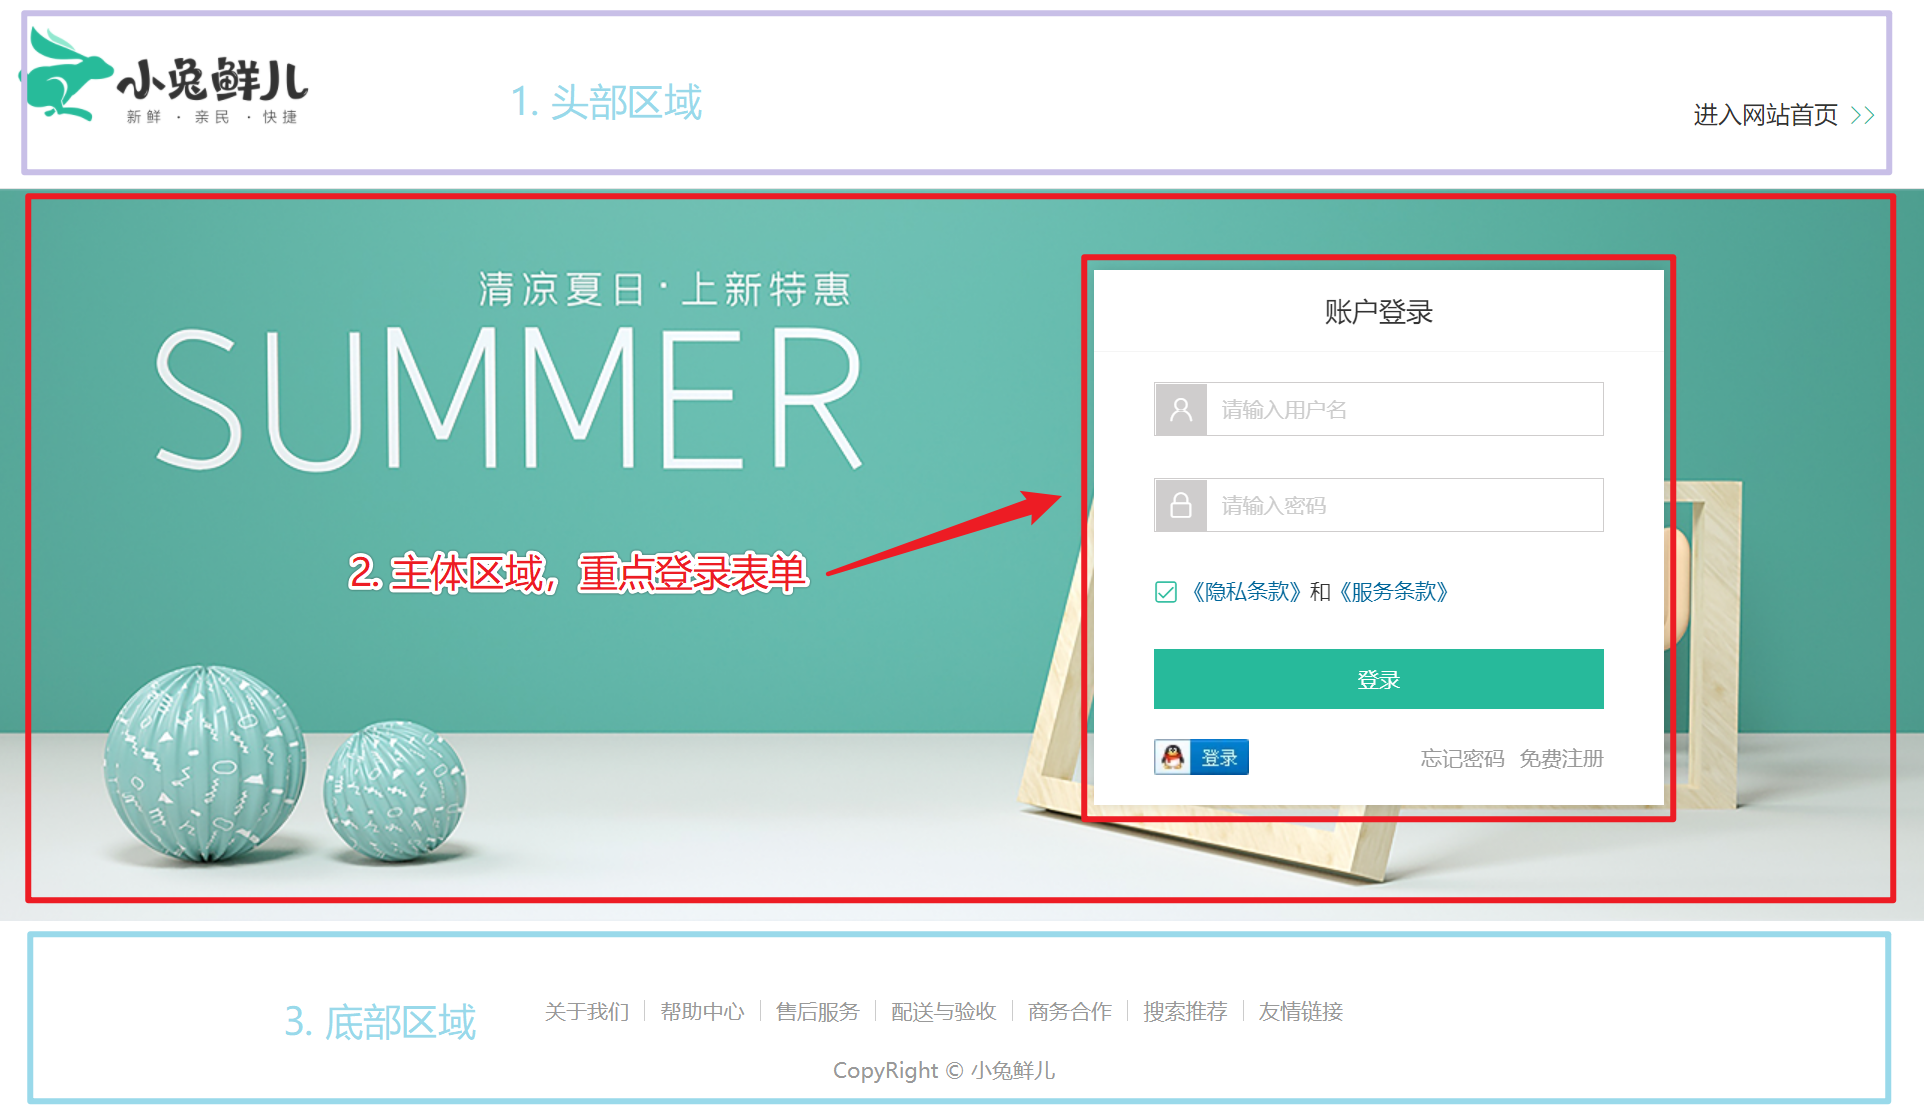 小兔鲜儿
新鲜 · 亲民 · 快捷
1. 头部区域
进入网站首页 >>
清凉夏日·上新特惠
SUMMER
2. 主体区域，重点登录表单
账户登录
请输入用户名
请输入密码
《隐私条款》和《服务条款》
登录
登录
忘记密码 免费注册
3. 底部区域
关于我们 | 帮助中心 | 售后服务 | 配送与验收 | 商务合作 | 搜索推荐 | 友情链接
CopyRight © 小兔鲜儿